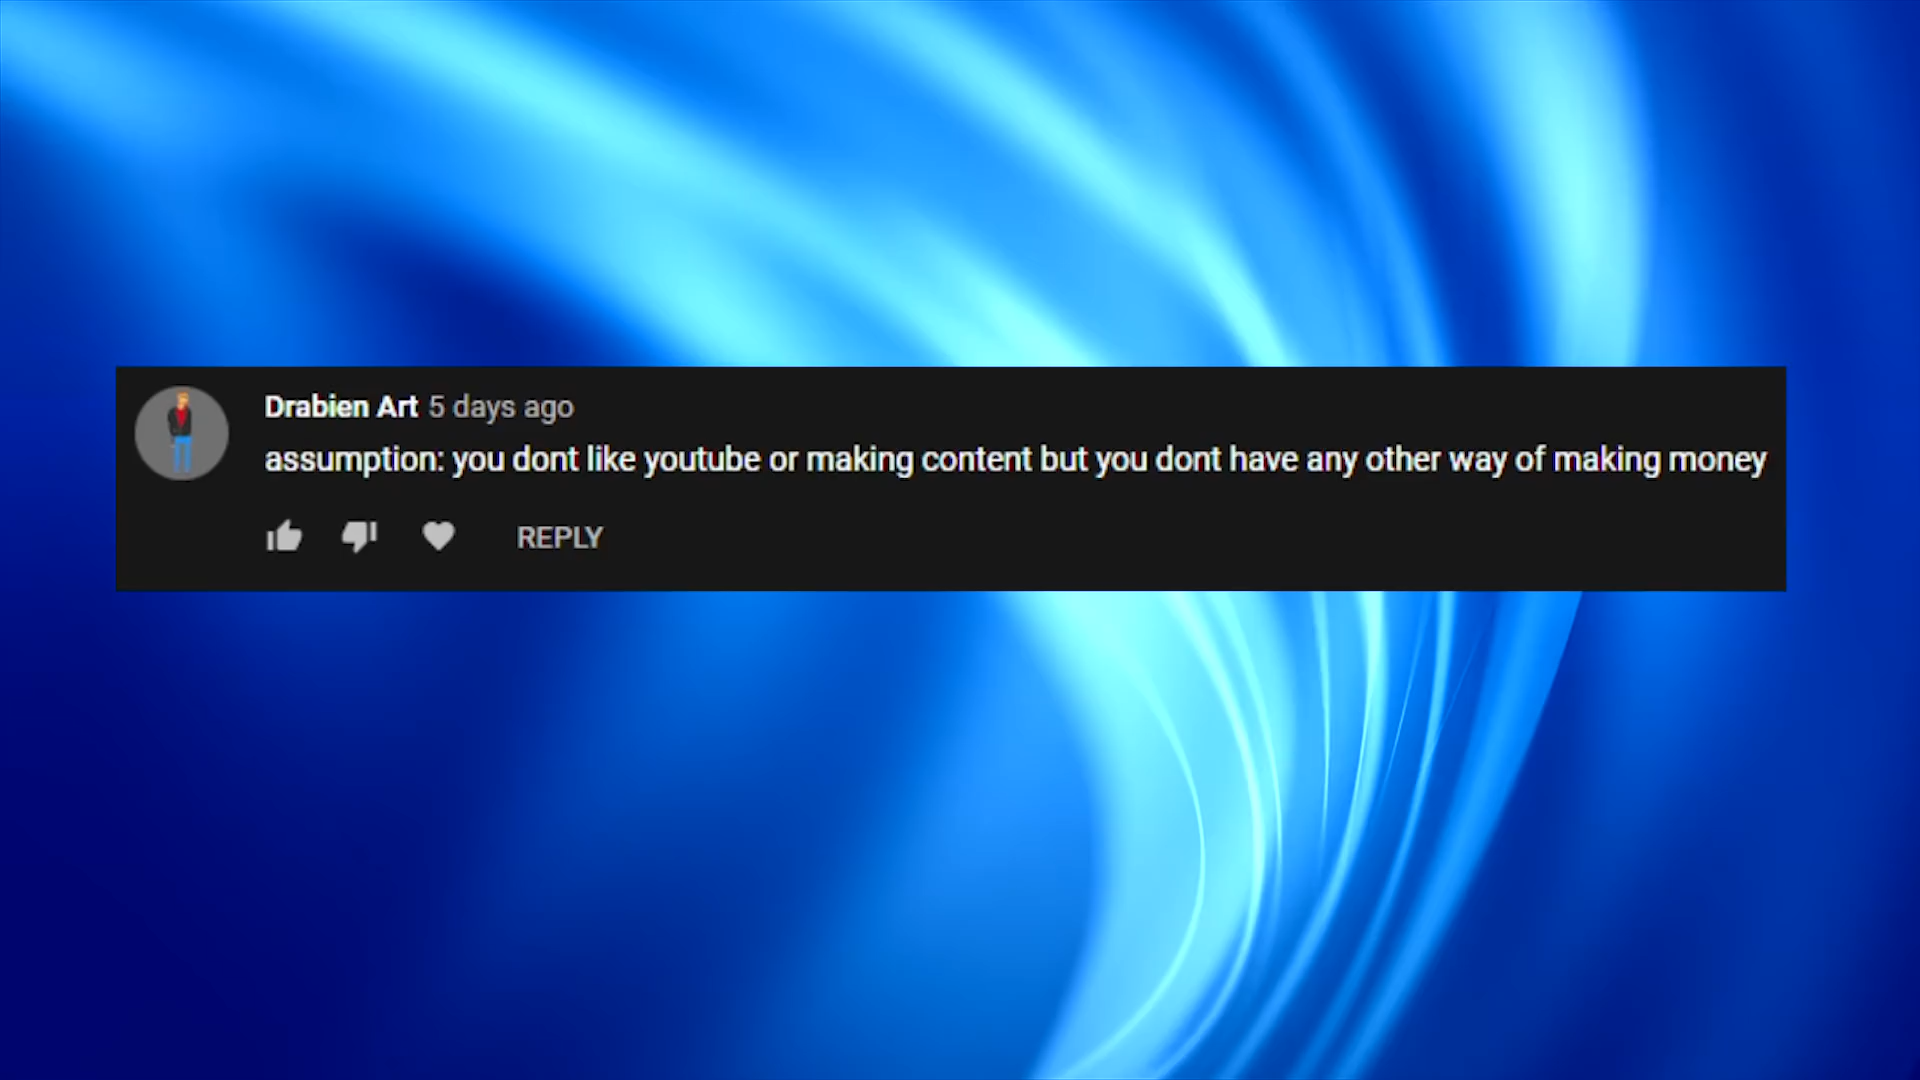 Drabien Art 5 days ago
assumption: you dont like youtube or making content but you dont have any other way of making money
REPLY